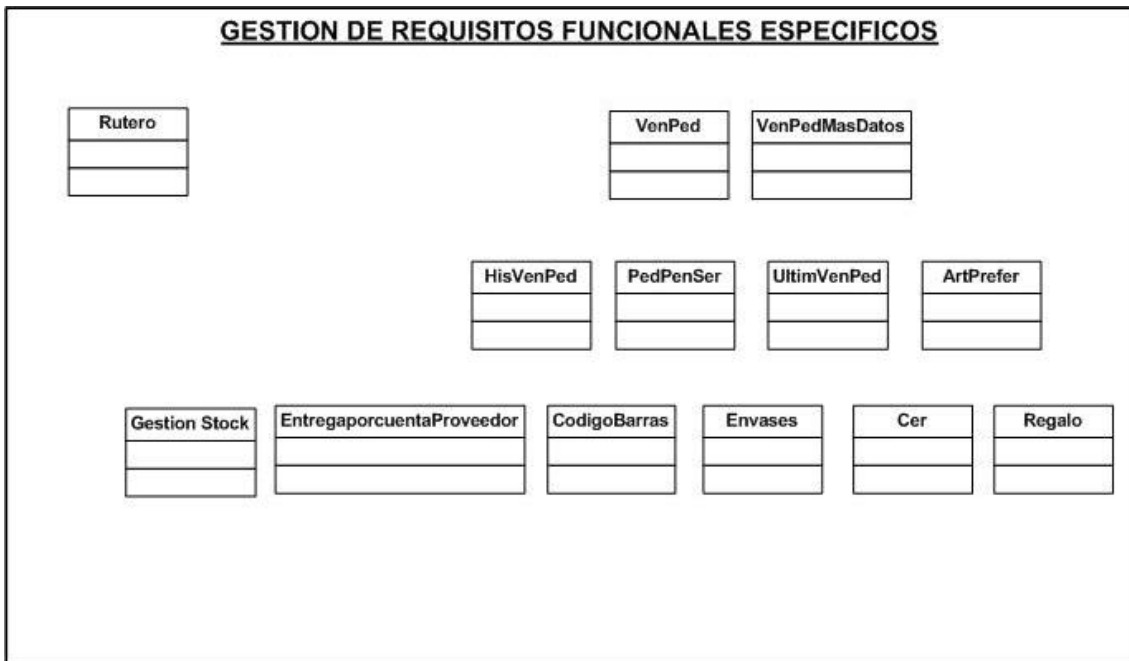 GESTION DE REQUISITOS FUNCIONALES ESPECIFICOS
Rutero
VenPed
VenPedMasDatos
HisVenPed
PedPenSer
UltimVenPed
ArtPrefer
Gestion Stock
EntregaporcuentaProveedor
CodigoBarras
Envases
Cer
Regalo